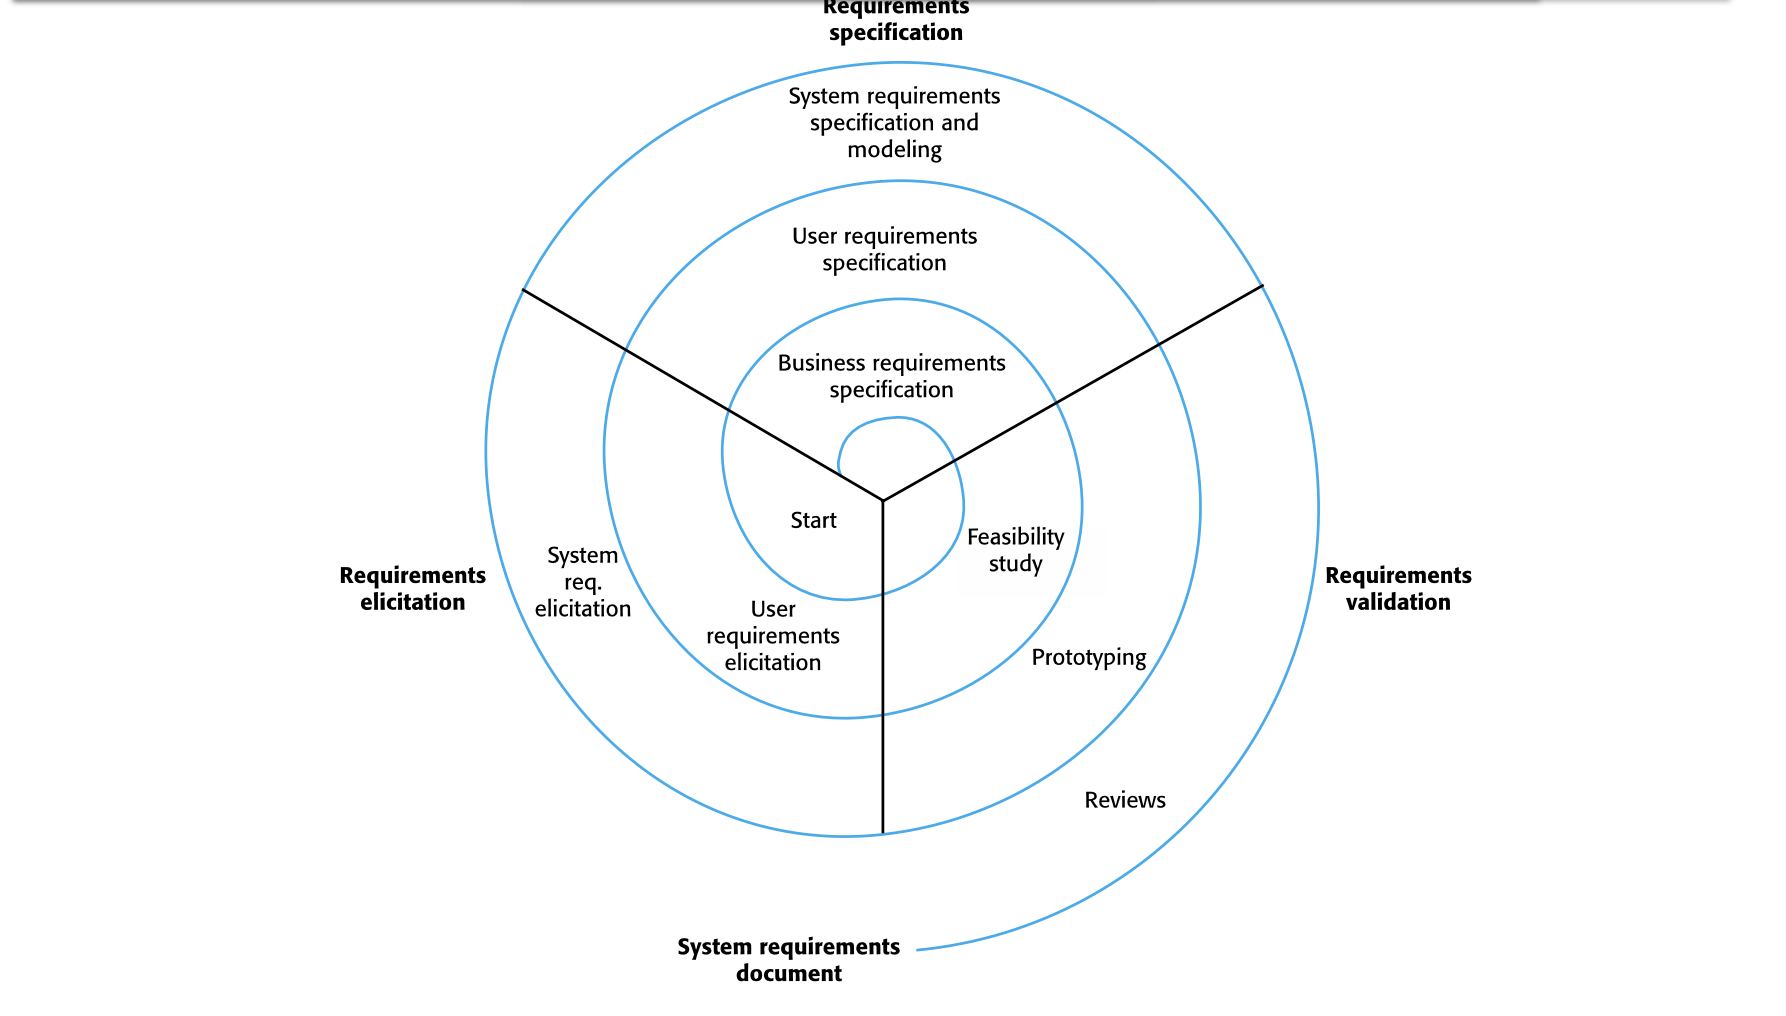 Requirements
specification
System requirements
specification and
modeling
User requirements
specification
Business requirements
specification
Start
Feasibility
study
System
req.
elicitation
Requirements
elicitation
Requirements
validation
User
requirements
elicitation
Prototyping
Reviews
System requirements
document